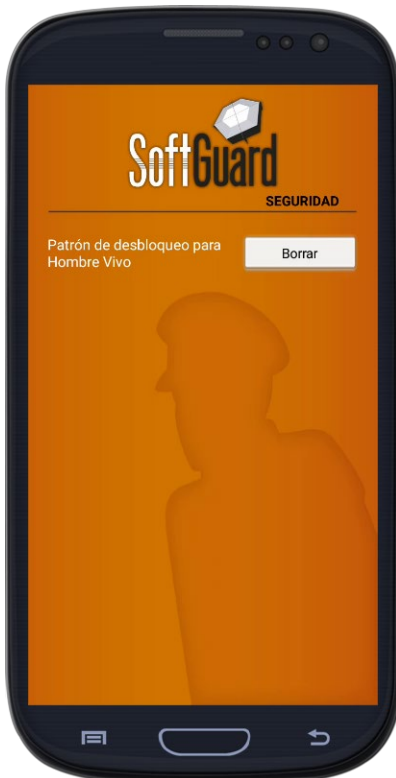 SoftGuard
SEGURIDAD
Patrón de desbloqueo para
Hombre Vivo
Borrar